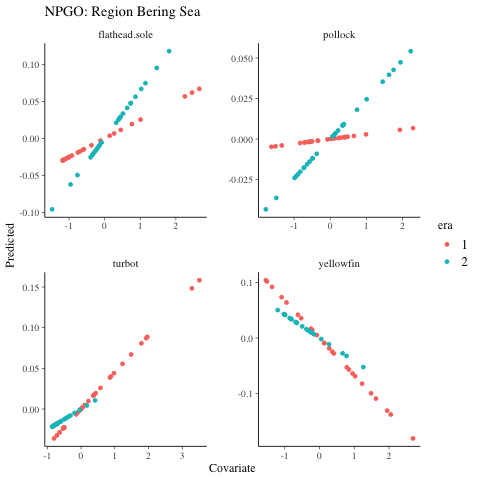 NPGO: Region Bering Sea
flathead.sole
pollock
0.10
0.05
0.00
-0.05
-0.10
0.050
0.025
0.000
-0.025
-1 0 1 2
-1 0 1 2
turbot
yellowfin
0.15
0.10
0.05
0.00
0.1
0.0
-0.1
-1 0 1 2 3
-1 0 1 2
Predicted
Covariate
era
1
2